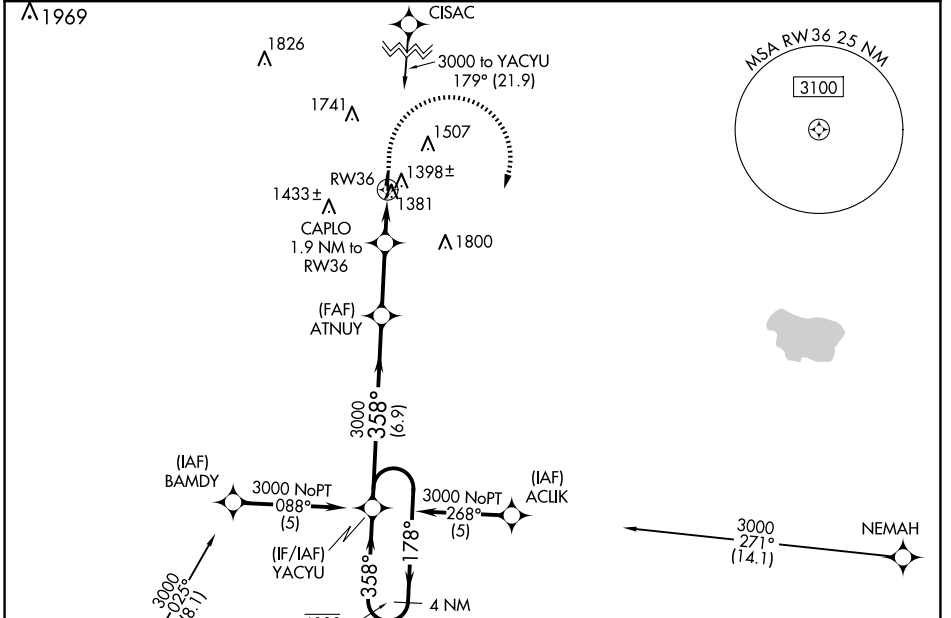 1969
CISAC
1826
3000 to YACYU
179° (21.9)
MSA RW36 25 NM
3100
1741
1507
RW36
1398±
1433±
1381
CAPLO
1.9 NM to
RW36
1800
(FAF)
ATNUY
3000
358°
(6.9)
(IAF)
BAMDY
3000 NoPT
088°
(5)
3000 NoPT
268°
(5)
(IAF)
ACLIK
(IF/IAF)
YACYU
358°
178°
4 NM
3000
271°
(14.1)
NEMAH
3000
025°